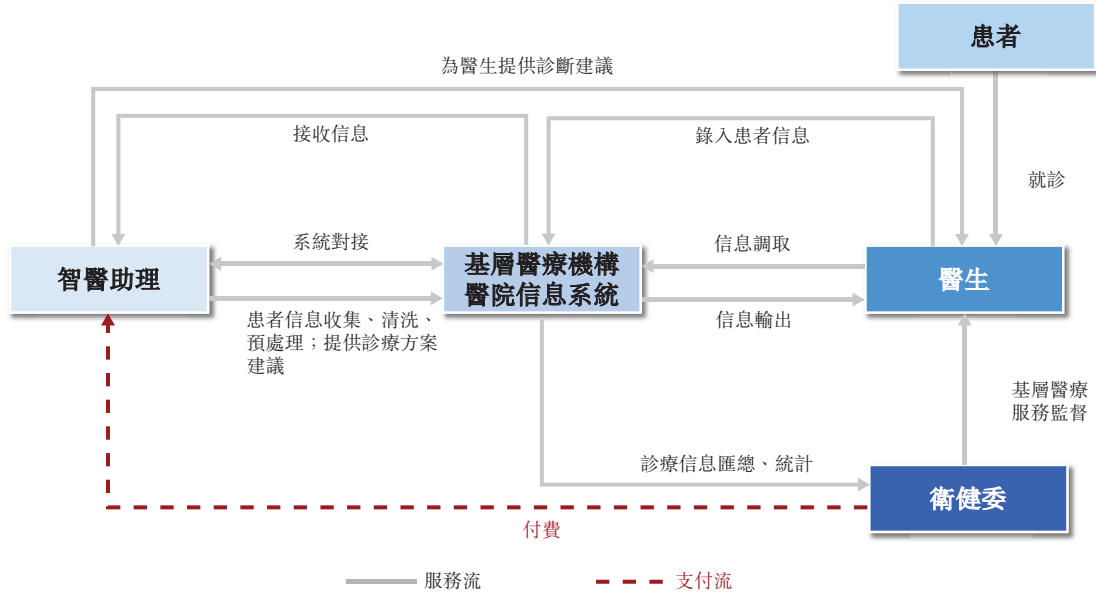 患者
為醫生提供診斷建議
接收信息
錄入患者信息
就診
系統對接
信息調取
智醫助理
基層醫療機構
醫院信息系統
醫生
患者信息收集、清洗、
預處理；提供診療方案
建議
信息輸出
基層醫療
服務監督
診療信息匯總、統計
衛健委
付費
服務流
支付流